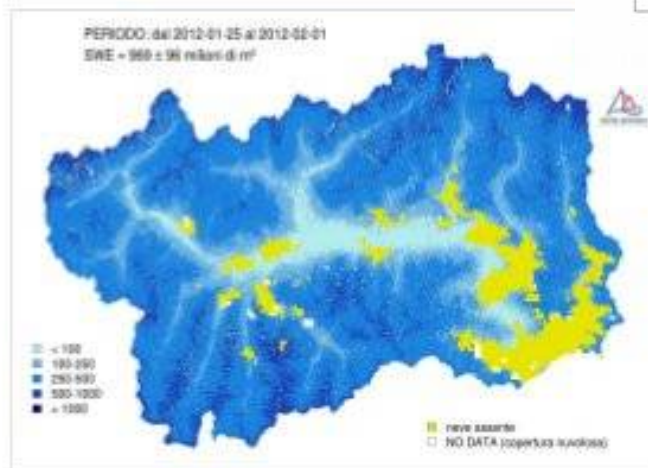 PERIODO: dal 2012-01-25 al 2012-02-01
SWE = 969 ± 96 milioni di m³
< 100
100-250
250-500
500-1000
> 1000
neve assente
NO DATA (copertura nuvolosa)